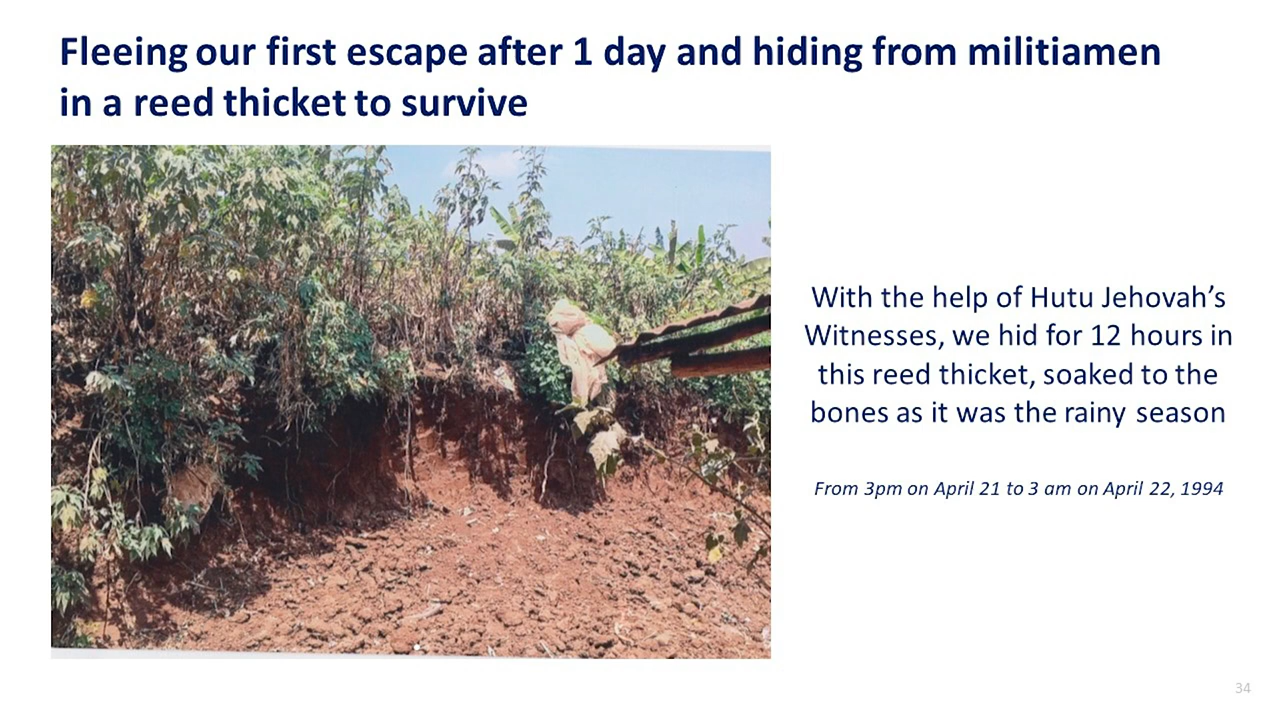 Fleeing our first escape after 1 day and hiding from militiamen
in a reed thicket to survive
With the help of Hutu Jehovah’s
Witnesses, we hid for 12 hours in
this reed thicket, soaked to the
bones as it was the rainy season
From 3pm on April 21 to 3 am on April 22, 1994
34